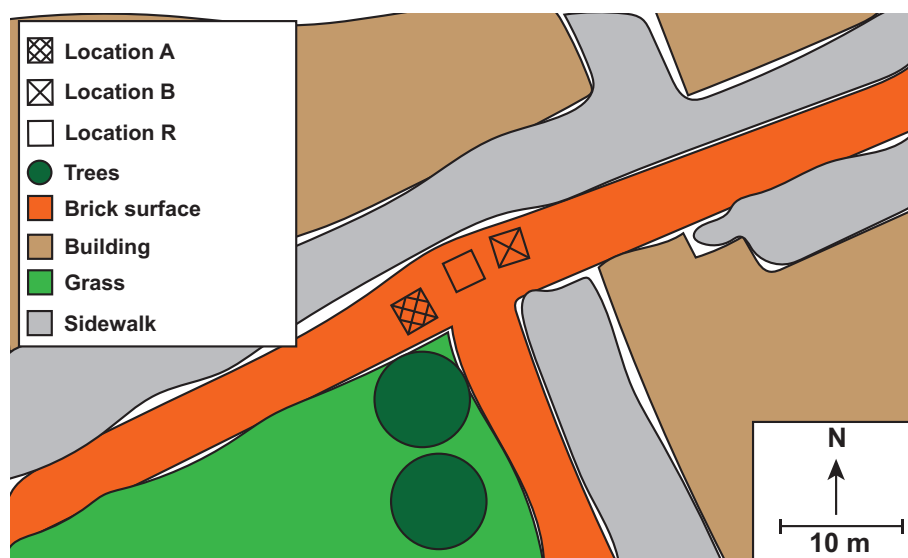 Location A
Location B
Location R
Trees
Brick surface
Building
Grass
Sidewalk
N
10 m